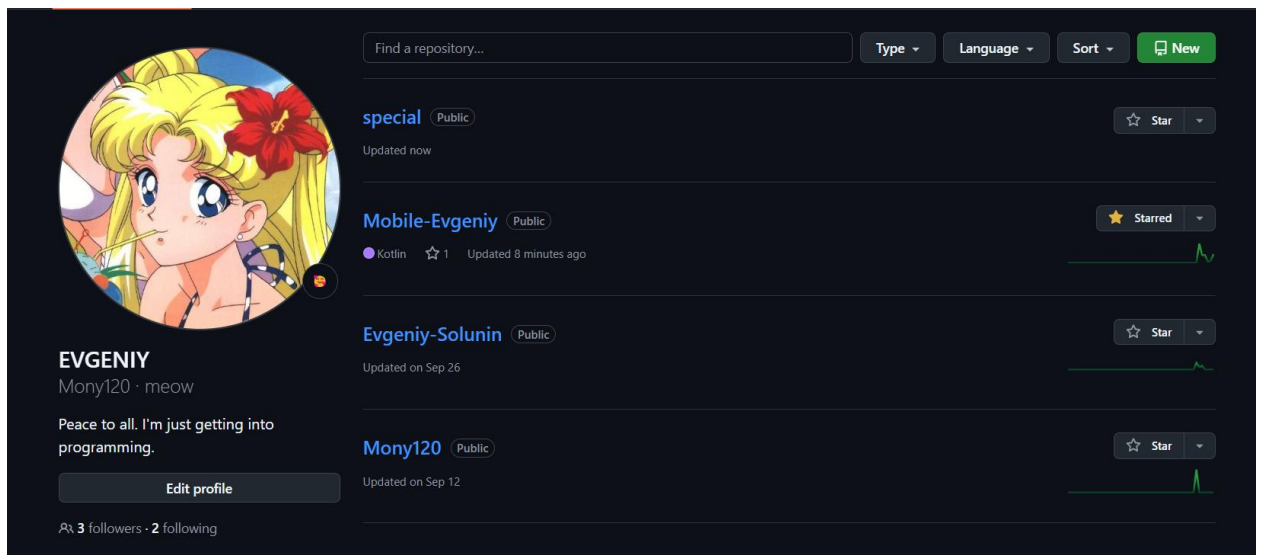 Find a repository...
Type
Language
Sort
New
special Public
Star
Updated now
Mobile-Evgeniy Public
Starred
Kotlin 1 Updated 8 minutes ago
Evgeniy-Solunin Public
Star
Updated on Sep 26
Mony120 Public
Star
Updated on Sep 12
EVGENIY
Mony120 · meow
Peace to all. I'm just getting into
programming.
Edit profile
3 followers · 2 following